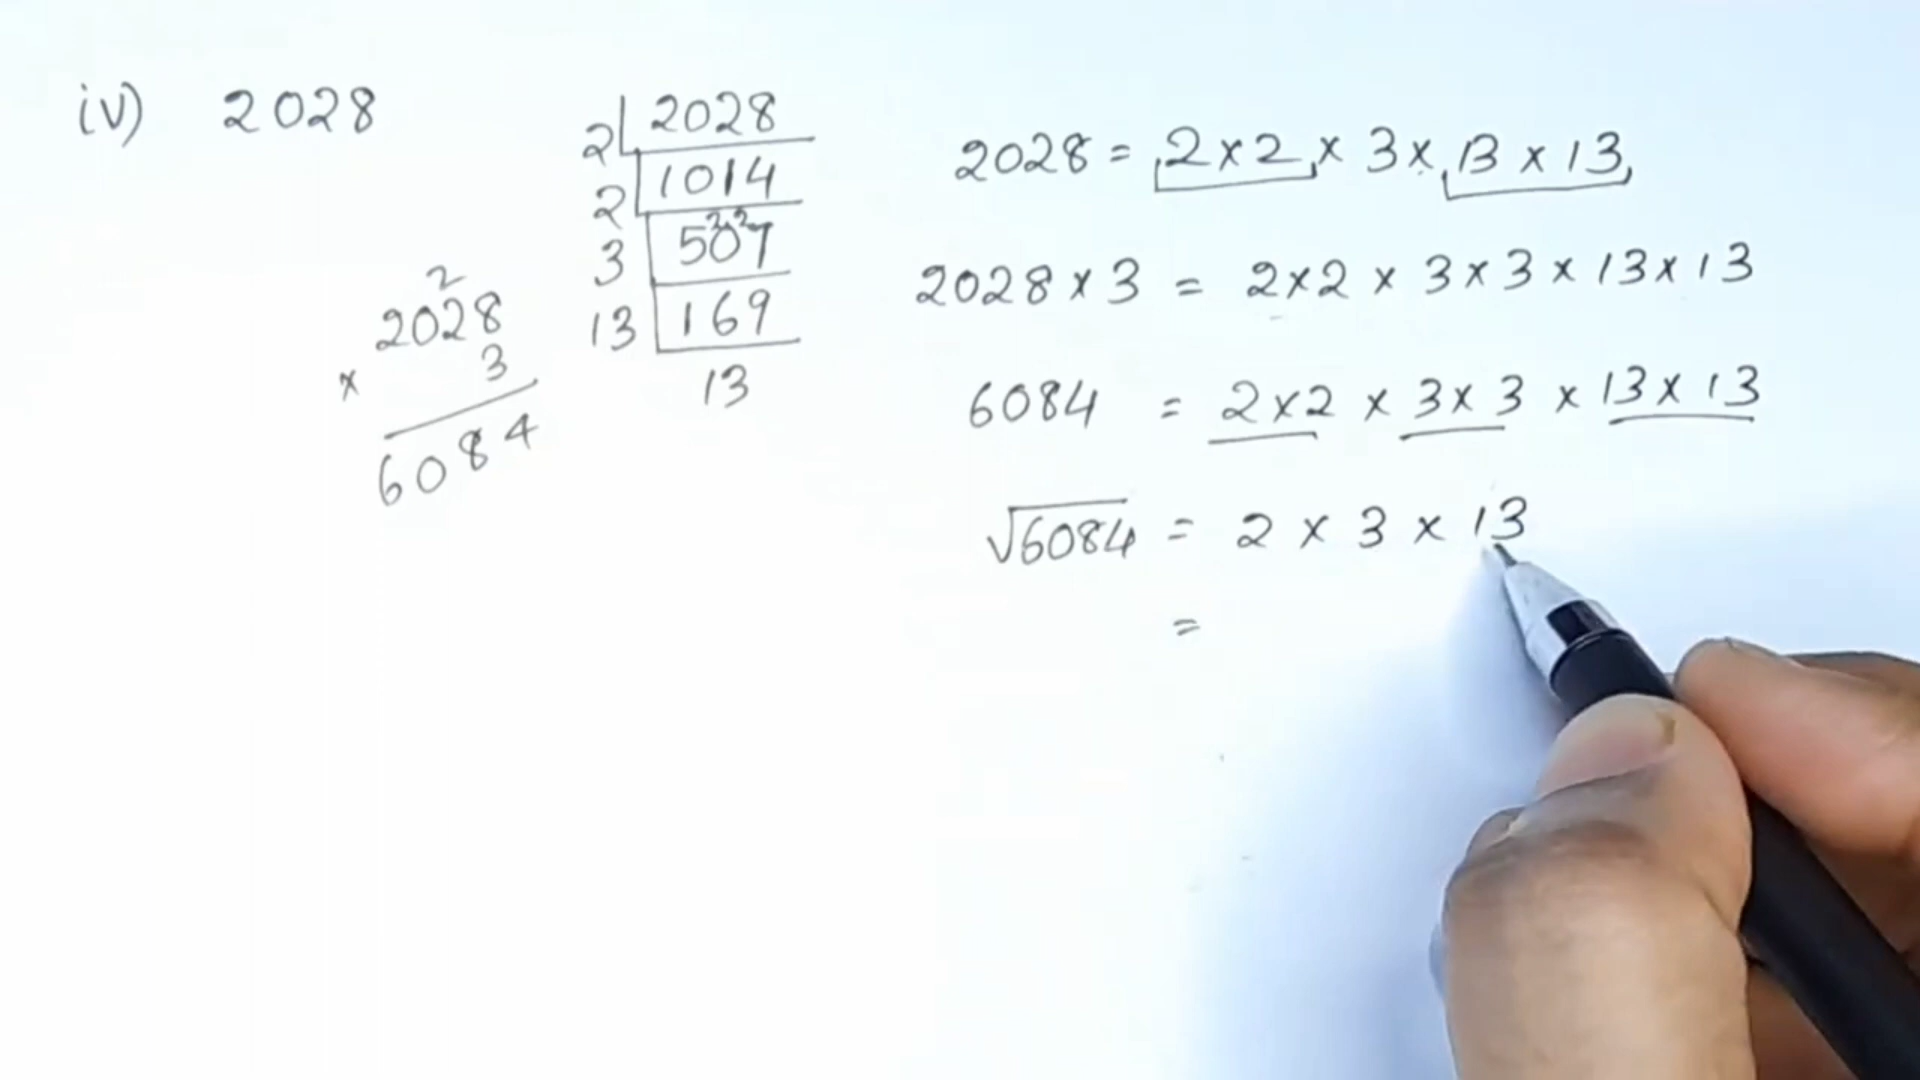 iv) 2028
2 | 2028
2 | 1014
3 | 5²0²7
13 | 169
13
2
2028
× 3
6084
2028 = 2 × 2 × 3 × 13 × 13
2028 × 3 = 2 × 2 × 3 × 3 × 13 × 13
6084 = 2 × 2 × 3 × 3 × 13 × 13
√6084 = 2 × 3 × 13
=